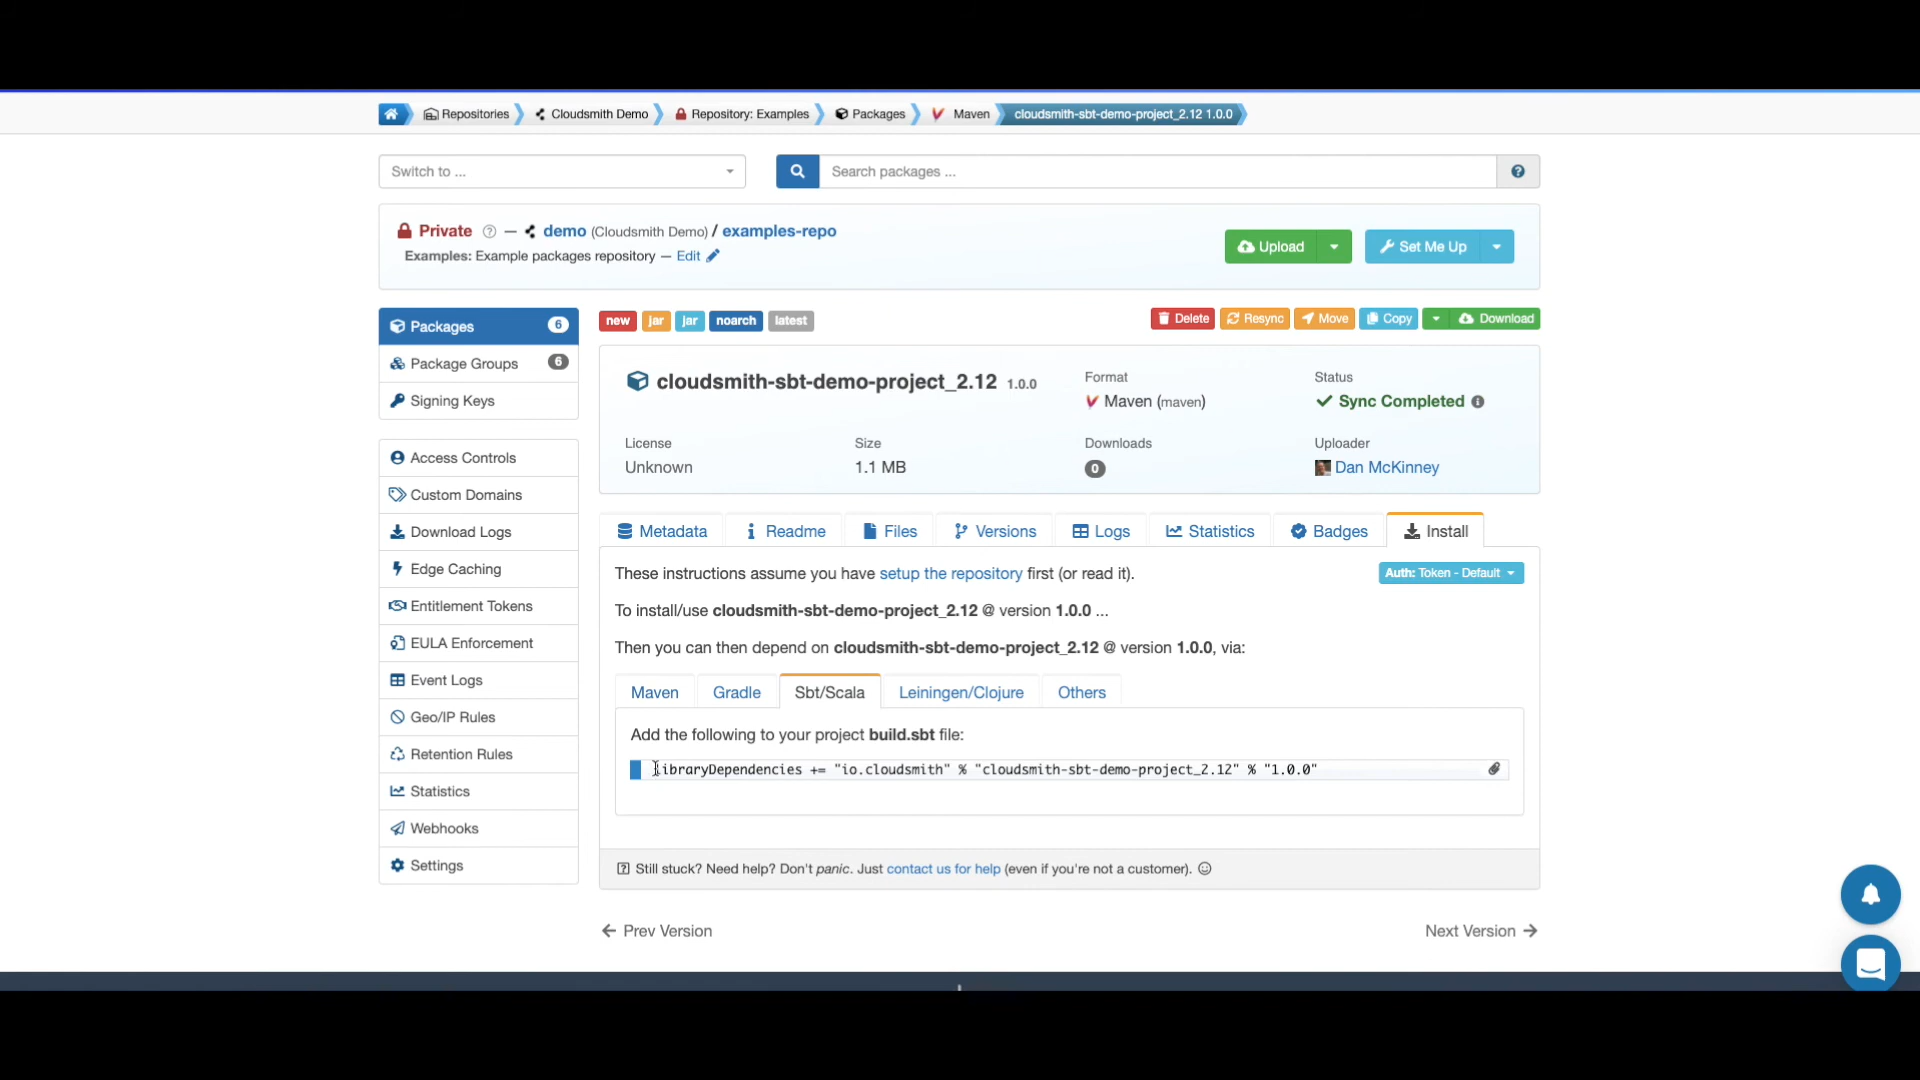 Repositories Cloudsmith Demo Repository: Examples Packages Maven cloudsmith-sbt-demo-project_2.12 1.0.0
Switch to ... Search packages ...
Private — demo (Cloudsmith Demo) / examples-repo
Examples: Example packages repository — Edit
Upload Set Me Up
Packages 6
Package Groups 6
Signing Keys
Access Controls
Custom Domains
Download Logs
Edge Caching
Entitlement Tokens
EULA Enforcement
Event Logs
Geo/IP Rules
Retention Rules
Statistics
Webhooks
Settings
new jar jar noarch latest
Delete Resync Move Copy Download
cloudsmith-sbt-demo-project_2.12 1.0.0
Format
Maven (maven)
Status
Sync Completed
License
Unknown
Size
1.1 MB
Downloads
0
Uploader
Dan McKinney
Metadata Readme Files Versions Logs Statistics Badges Install
These instructions assume you have setup the repository first (or read it).
Auth: Token - Default
To install/use cloudsmith-sbt-demo-project_2.12 @ version 1.0.0 ...
Then you can then depend on cloudsmith-sbt-demo-project_2.12 @ version 1.0.0, via:
Maven Gradle Sbt/Scala Leiningen/Clojure Others
Add the following to your project build.sbt file:
libraryDependencies += "io.cloudsmith" % "cloudsmith-sbt-demo-project_2.12" % "1.0.0"
Still stuck? Need help? Don't panic. Just contact us for help (even if you're not a customer).
Prev Version Next Version